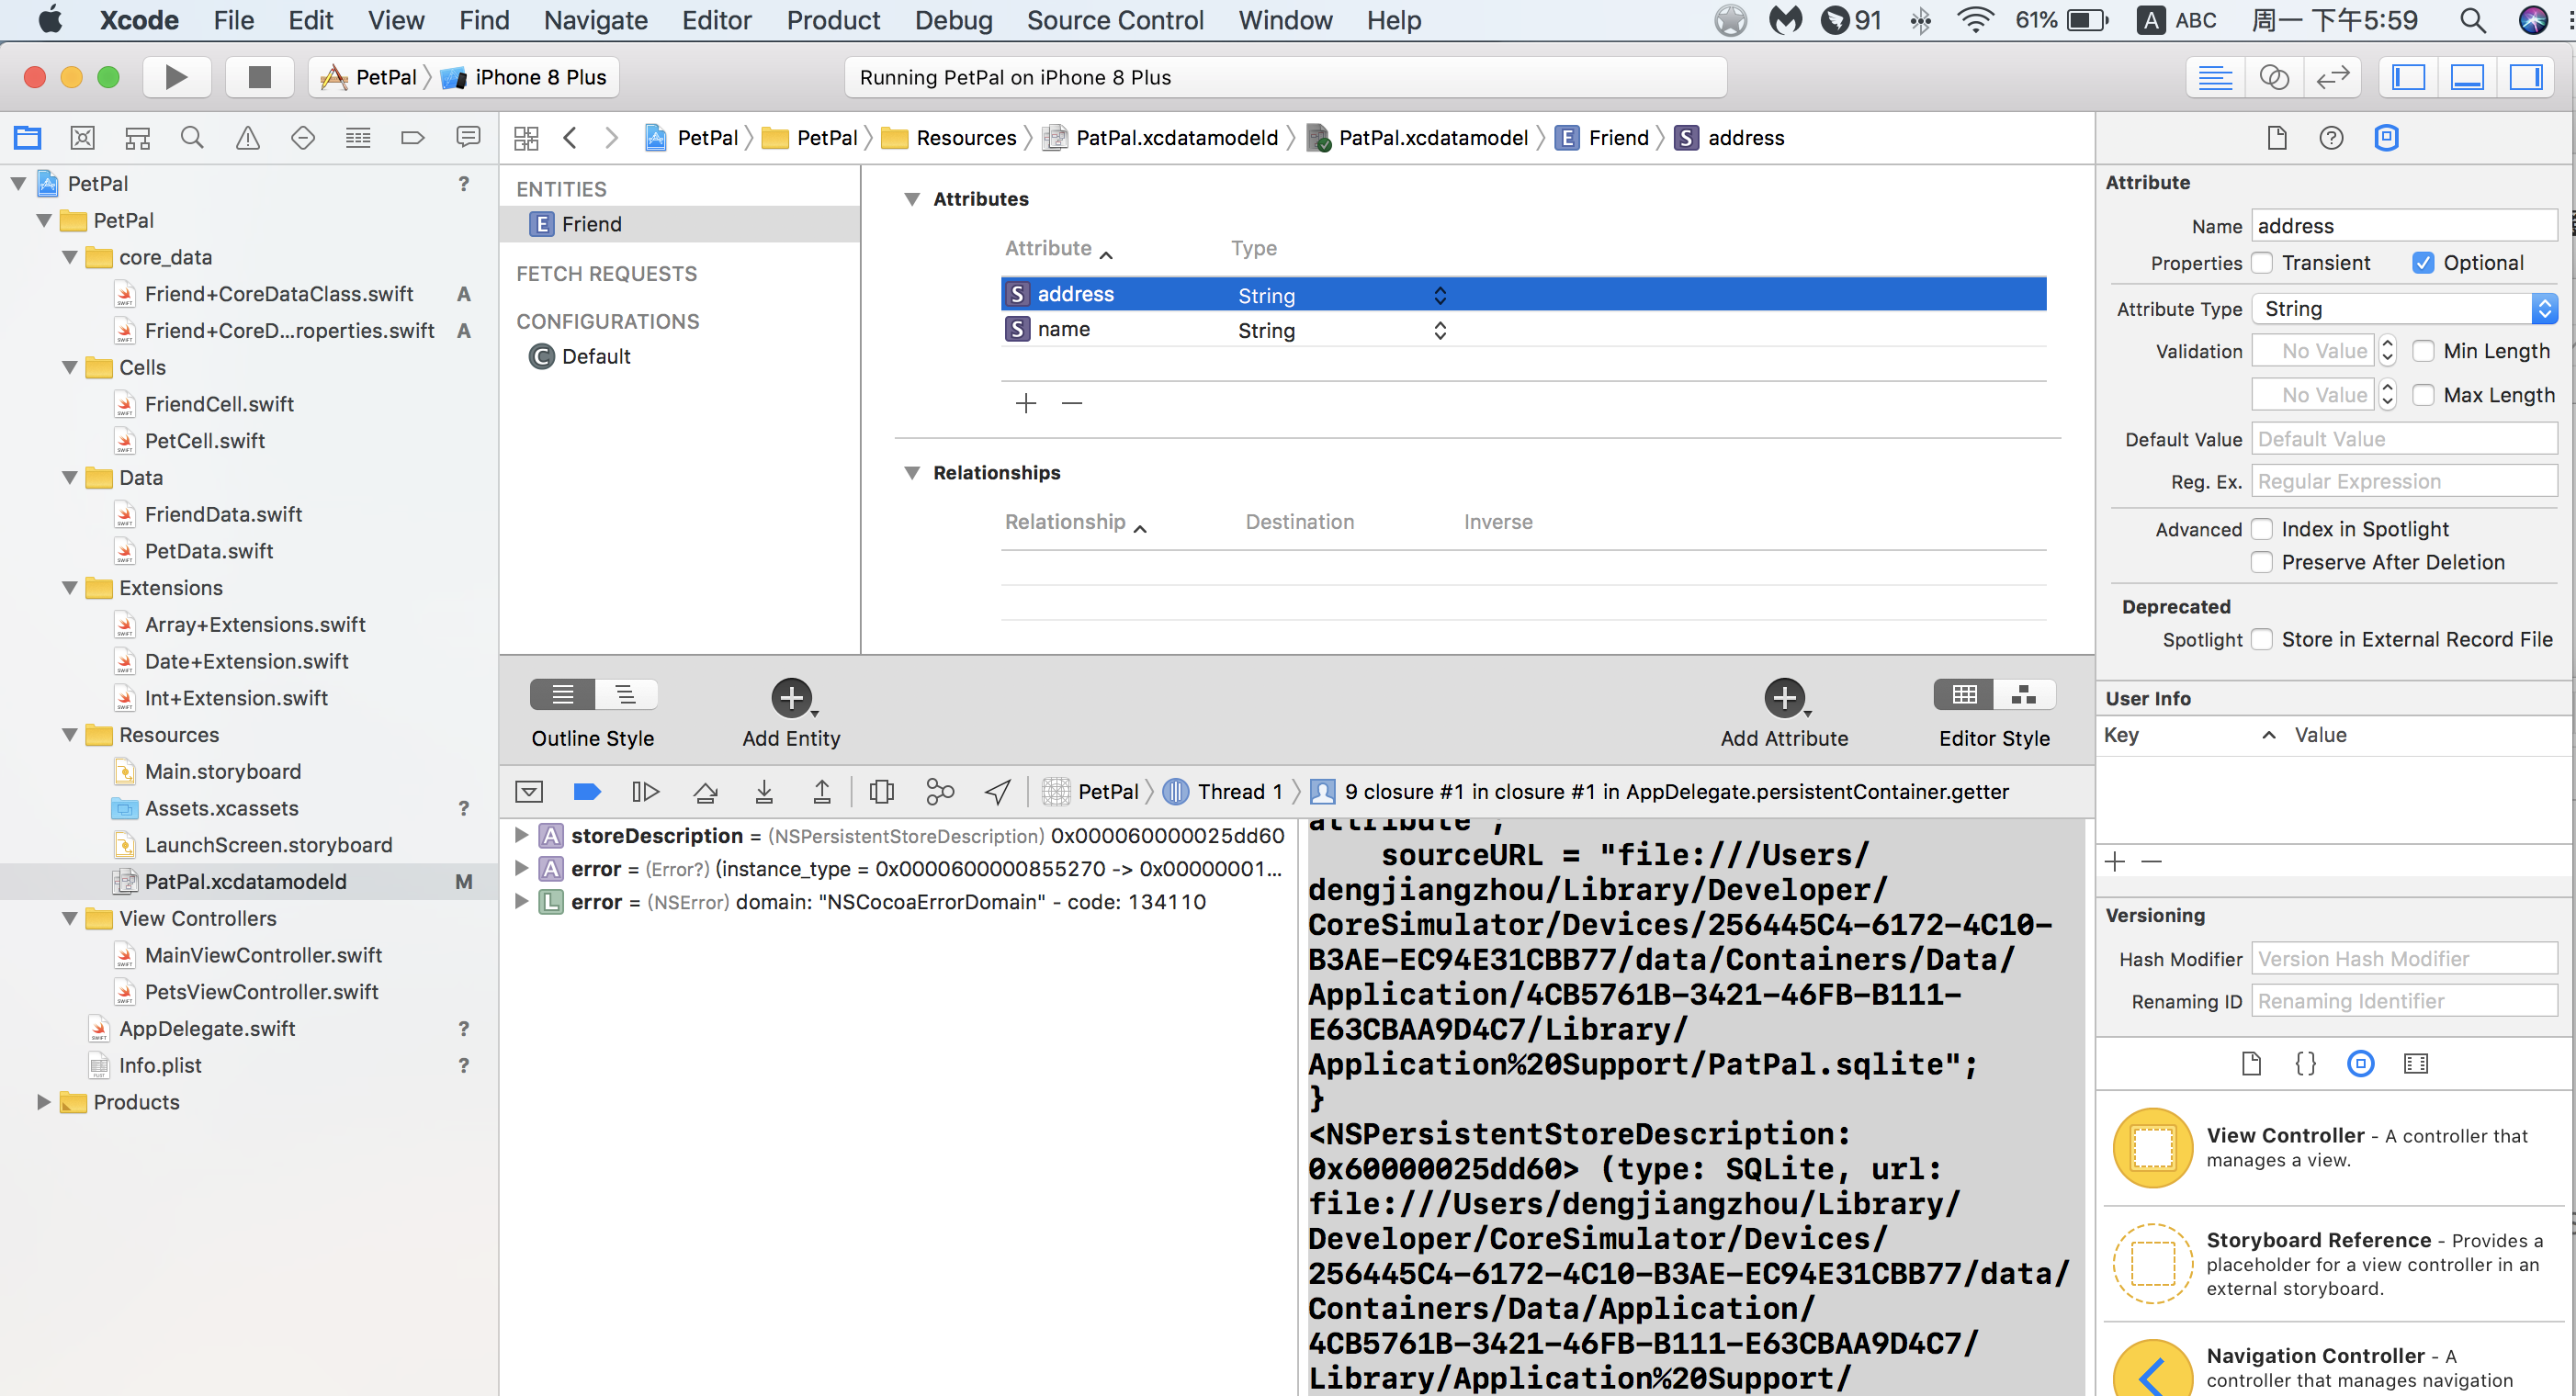 Xcode File Edit View Find Navigate Editor Product Debug Source Control Window Help 91 61% A ABC 周一 下午5:59
PetPal iPhone 8 Plus
Running PetPal on iPhone 8 Plus
PetPal PetPal Resources PatPal.xcdatamodeld PatPal.xcdatamodel E Friend S address
PetPal ?
PetPal
core_data
Friend+CoreDataClass.swift A
Friend+CoreD...roperties.swift A
Cells
FriendCell.swift
PetCell.swift
Data
FriendData.swift
PetData.swift
Extensions
Array+Extensions.swift
Date+Extension.swift
Int+Extension.swift
Resources
Main.storyboard
Assets.xcassets ?
LaunchScreen.storyboard
PatPal.xcdatamodeld M
View Controllers
MainViewController.swift
PetsViewController.swift
AppDelegate.swift ?
Info.plist ?
Products
ENTITIES
E Friend
FETCH REQUESTS
CONFIGURATIONS
C Default
Attributes
Attribute Type
S address String
S name String
Relationships
Relationship Destination Inverse
Outline Style Add Entity Add Attribute Editor Style
PetPal Thread 1 9 closure #1 in closure #1 in AppDelegate.persistentContainer.getter
A storeDescription = (NSPersistentStoreDescription) 0x000060000025dd60
A error = (Error?) (instance_type = 0x0000600000855270 -> 0x00000001...
L error = (NSError) domain: "NSCocoaErrorDomain" - code: 134110
attribute";
sourceURL = "file:///Users/
dengjiangzhou/Library/Developer/
CoreSimulator/Devices/256445C4-6172-4C10-
B3AE-EC94E31CBB77/data/Containers/Data/
Application/4CB5761B-3421-46FB-B111-
E63CBAA9D4C7/Library/
Application%20Support/PatPal.sqlite";
}
<NSPersistentStoreDescription:
0x60000025dd60> (type: SQLite, url:
file:///Users/dengjiangzhou/Library/
Developer/CoreSimulator/Devices/
256445C4-6172-4C10-B3AE-EC94E31CBB77/data/
Containers/Data/Application/
4CB5761B-3421-46FB-B111-E63CBAA9D4C7/
Library/Application%20Support/
Attribute
Name address
Properties Transient Optional
Attribute Type String
Validation No Value Min Length
No Value Max Length
Default Value Default Value
Reg. Ex. Regular Expression
Advanced Index in Spotlight
Preserve After Deletion
Deprecated
Spotlight Store in External Record File
User Info
Key Value
Versioning
Hash Modifier Version Hash Modifier
Renaming ID Renaming Identifier
View Controller - A controller that
manages a view.
Storyboard Reference - Provides a
placeholder for a view controller in an
external storyboard.
Navigation Controller - A
controller that manages navigation